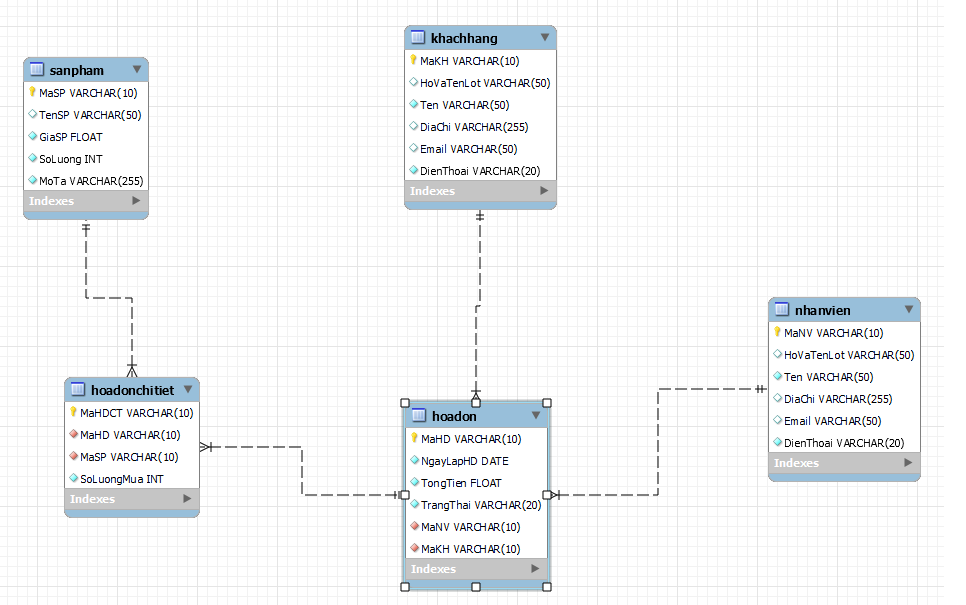 sanpham
MaSP VARCHAR(10)
TenSP VARCHAR(50)
GiaSP FLOAT
SoLuong INT
MoTa VARCHAR(255)
Indexes
khachhang
MaKH VARCHAR(10)
HoVaTenLot VARCHAR(50)
Ten VARCHAR(50)
DiaChi VARCHAR(255)
Email VARCHAR(50)
DienThoai VARCHAR(20)
Indexes
nhanvien
MaNV VARCHAR(10)
HoVaTenLot VARCHAR(50)
Ten VARCHAR(50)
DiaChi VARCHAR(255)
Email VARCHAR(50)
DienThoai VARCHAR(20)
Indexes
hoadonchitiet
MaHDCT VARCHAR(10)
MaHD VARCHAR(10)
MaSP VARCHAR(10)
SoLuongMua INT
Indexes
hoadon
MaHD VARCHAR(10)
NgayLapHD DATE
TongTien FLOAT
TrangThai VARCHAR(20)
MaNV VARCHAR(10)
MaKH VARCHAR(10)
Indexes